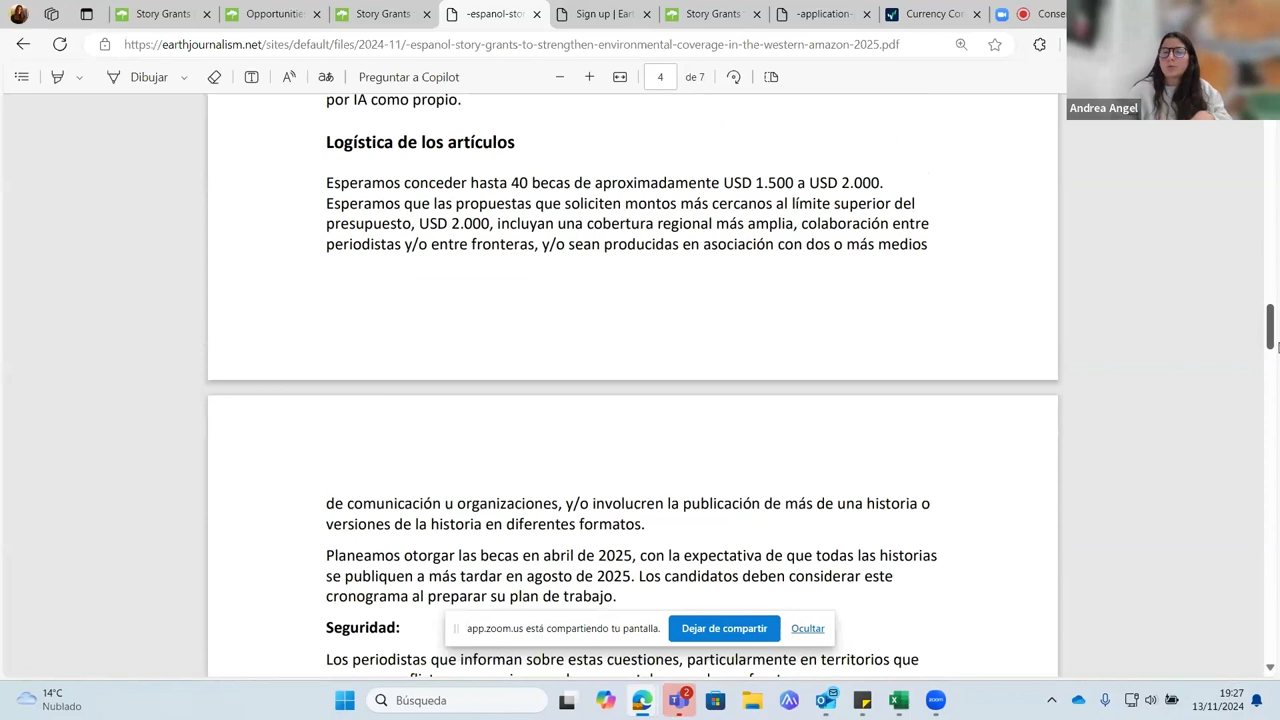 Story Grants
Opportunities
Story Grants
-espanol-stor
Sign up | Eart
Story Grants
-application-
Currency Con
Conse
https://earthjournalism.net/sites/default/files/2024-11/-espanol-story-grants-to-strengthen-environmental-coverage-in-the-western-amazon-2025.pdf
Dibujar
Preguntar a Copilot
4
de 7
Andrea Angel
por IA como propio.
Logística de los artículos
Esperamos conceder hasta 40 becas de aproximadamente USD 1.500 a USD 2.000.
Esperamos que las propuestas que soliciten montos más cercanos al límite superior del
presupuesto, USD 2.000, incluyan una cobertura regional más amplia, colaboración entre
periodistas y/o entre fronteras, y/o sean producidas en asociación con dos o más medios
de comunicación u organizaciones, y/o involucren la publicación de más de una historia o
versiones de la historia en diferentes formatos.
Planeamos otorgar las becas en abril de 2025, con la expectativa de que todas las historias
se publiquen a más tardar en agosto de 2025. Los candidatos deben considerar este
cronograma al preparar su plan de trabajo.
Seguridad:
app.zoom.us está compartiendo tu pantalla.
Dejar de compartir
Ocultar
Los periodistas que informan sobre estas cuestiones, particularmente en territorios que
14°C
Nublado
Búsqueda
2
zoom
19:27
13/11/2024